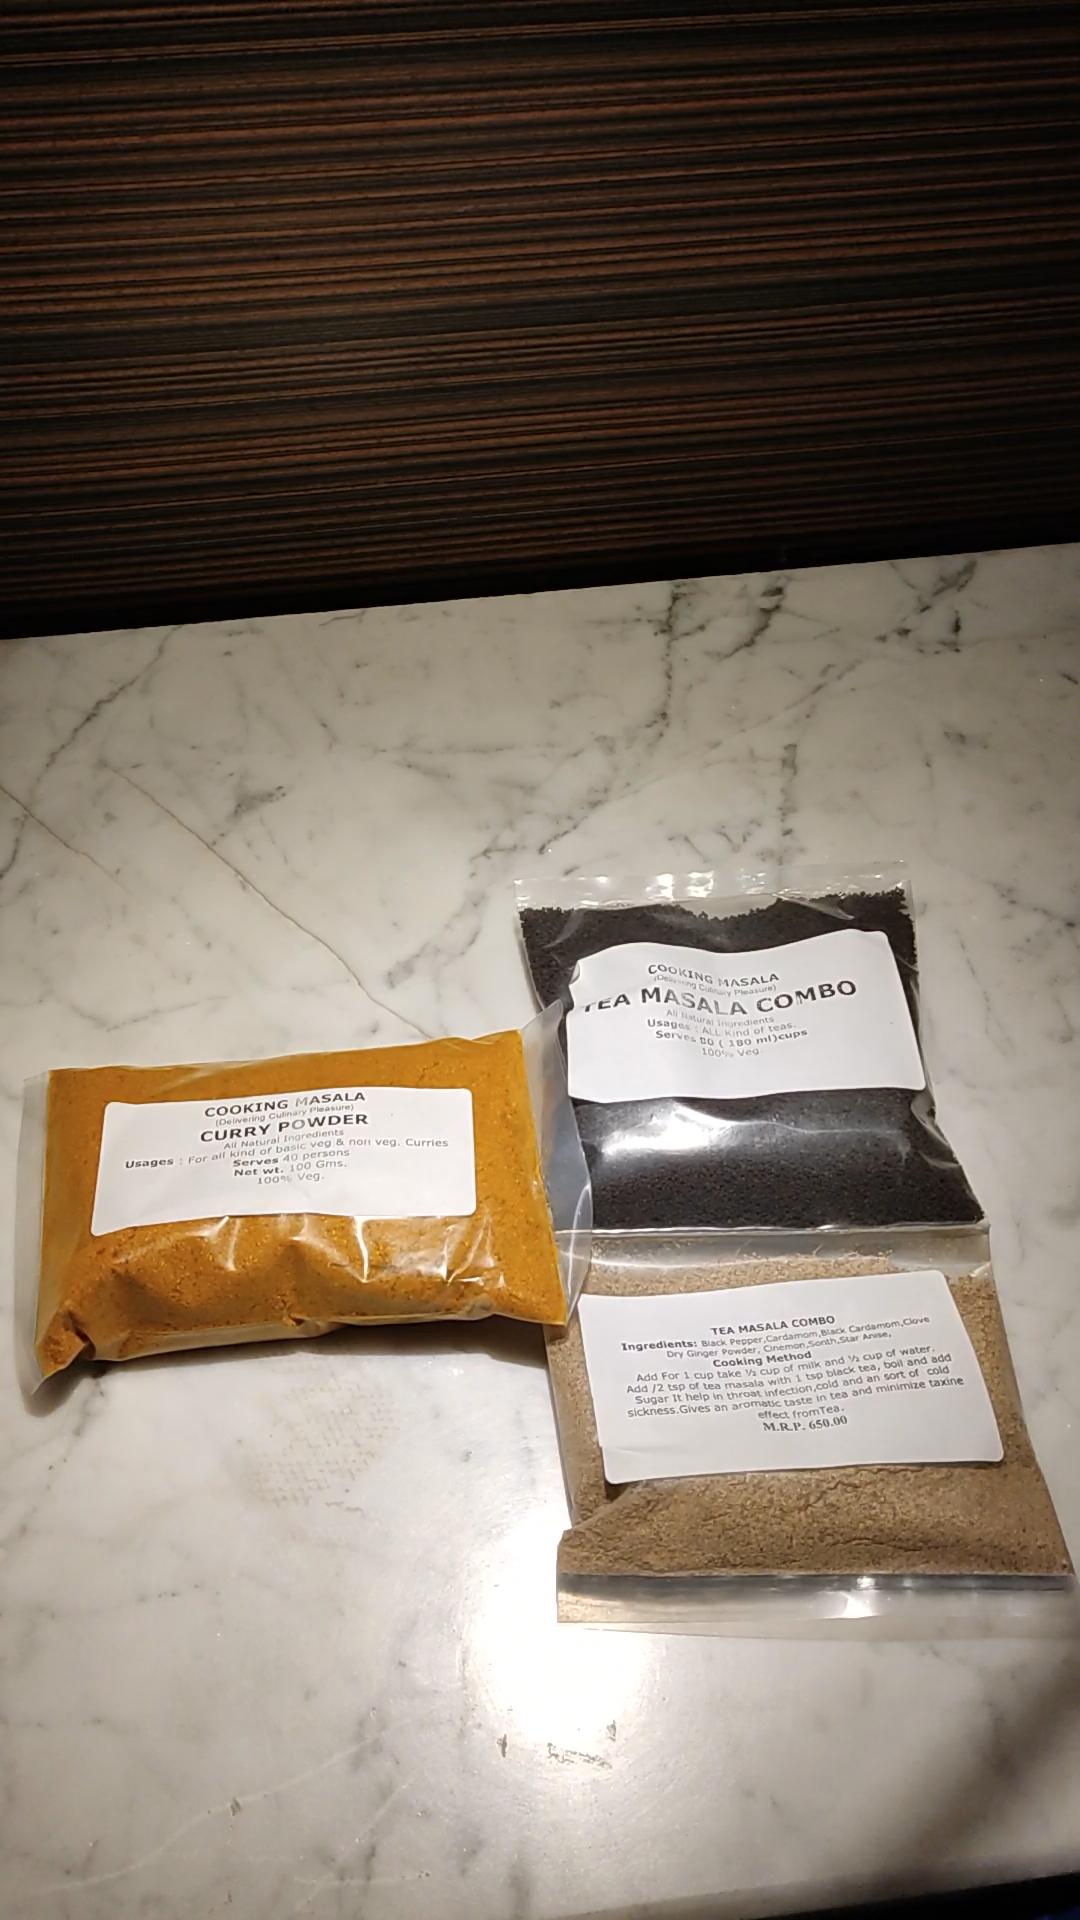 COOKING MASALA
(Delivering Culinary Pleasure)
TEA MASALA COMBO
All Natural Ingredients
Usages : ALL Kind of teas.
Serves 80 ( 180 ml)cups
100% Veg.
COOKING MASALA
(Delivering Culinary Pleasure)
CURRY POWDER
All Natural Ingredients
Usages : For all kind of basic veg & non veg. Curries
Serves 40 persons
Net wt. 100 Gms.
100% Veg.
TEA MASALA COMBO
Ingredients: Black Pepper,Cardamom,Black Cardamom,Clove
Dry Ginger Powder, Cinemon,Sonth,Star Anise,
Cooking Method
Add For 1 cup take ½ cup of milk and ½ cup of water.
Add /2 tsp of tea masala with 1 tsp black tea, boil and add
Sugar It help in throat infection,cold and an sort of cold
sickness.Gives an aromatic taste in tea and minimize taxine
effect fromTea.
M.R.P. 650.00